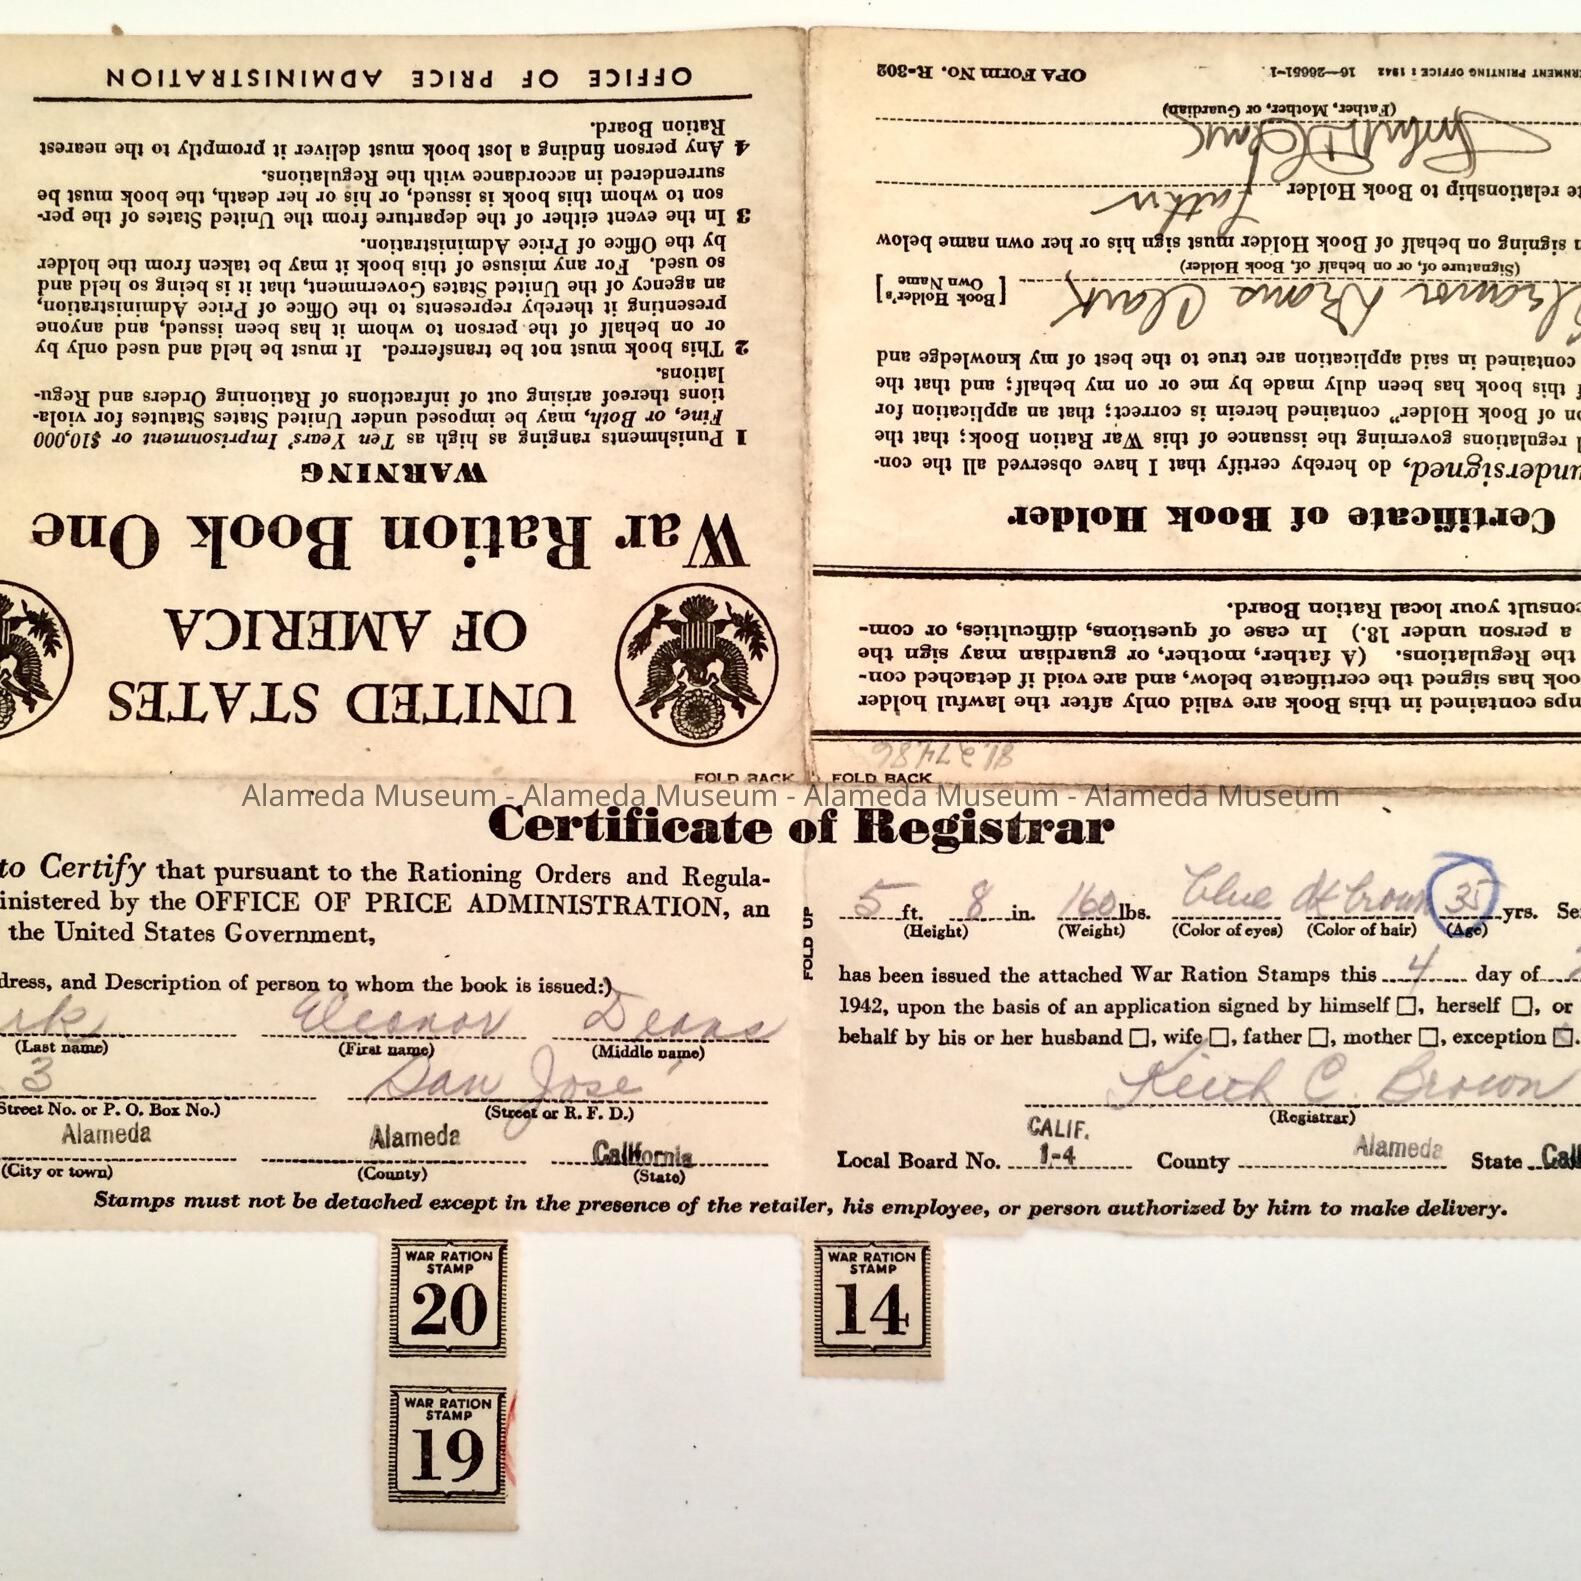 OFFICE OF PRICE ADMINISTRATION
UNITED STATES
OF AMERICA
War Ration Book One
WARNING
1 Punishments ranging as high as Ten Years' Imprisonment or $10,000
Fine, or Both, may be imposed under United States Statutes for viola-
tions thereof arising out of infractions of Rationing Orders and Regu-
lations.
2 This book must not be transferred. It must be held and used only by
or on behalf of the person to whom it has been issued, and anyone
presenting it thereby represents to the Office of Price Administration,
an agency of the United States Government, that it is being so held and
so used. For any misuse of this book it may be taken from the holder
by the Office of Price Administration.
3 In the event either of the departure from the United States of the per-
son to whom this book is issued, or his or her death, the book must be
surrendered in accordance with the Regulations.
4 Any person finding a lost book must deliver it promptly to the nearest
Ration Board.
FOLD BACK
FOLD BACK
mps contained in this Book are valid only after the lawful holder
ook has signed the certificate below, and are void if detached con-
the Regulations. (A father, mother, or guardian may sign the
a person under 18.) In case of questions, difficulties, or com-
consult your local Ration Board.
Certificate of Book Holder
undersigned, do hereby certify that I have observed all the con-
d regulations governing the issuance of this War Ration Book; that the
on of Book Holder" contained herein is correct; that an application for
f this book has been duly made by me or on my behalf; and that the
contained in said application are true to the best of my knowledge and
Eleanor Deans Clark [Book Holder's Own Name]
(Signature of, or on behalf of, Book Holder)
n signing on behalf of Book Holder must sign his or her own name below
te relationship to Book Holder Father
(Father, Mother, or Guardian)
ERNMENT PRINTING OFFICE : 1942 16—26651-1 OPA Form No. R-302
Alameda Museum - Alameda Museum - Alameda Museum - Alameda Museum
Certificate of Registrar
to Certify that pursuant to the Rationing Orders and Regula-
inistered by the OFFICE OF PRICE ADMINISTRATION, an
the United States Government,
dress, and Description of person to whom the book is issued:)
rk Eleanor Deans
(Last name) (First name) (Middle name)
3 San Jose
Street No. or P. O. Box No.) (Street or R. F. D.)
Alameda Alameda California
(City or town) (County) (State)
FOLD UP
5 ft. 8 in. 160 lbs. blue dk brown 35 yrs. Se
(Height) (Weight) (Color of eyes) (Color of hair) (Age)
has been issued the attached War Ration Stamps this 4 day of
1942, upon the basis of an application signed by himself ☐, herself ☐, or
behalf by his or her husband ☐, wife ☐, father ☐, mother ☐, exception ☒.
Keith C. Brown
(Registrar)
CALIF.
Local Board No. 1-4 County Alameda State Cali
Stamps must not be detached except in the presence of the retailer, his employee, or person authorized by him to make delivery.
WAR RATION
STAMP
20
WAR RATION
STAMP
14
WAR RATION
STAMP
19